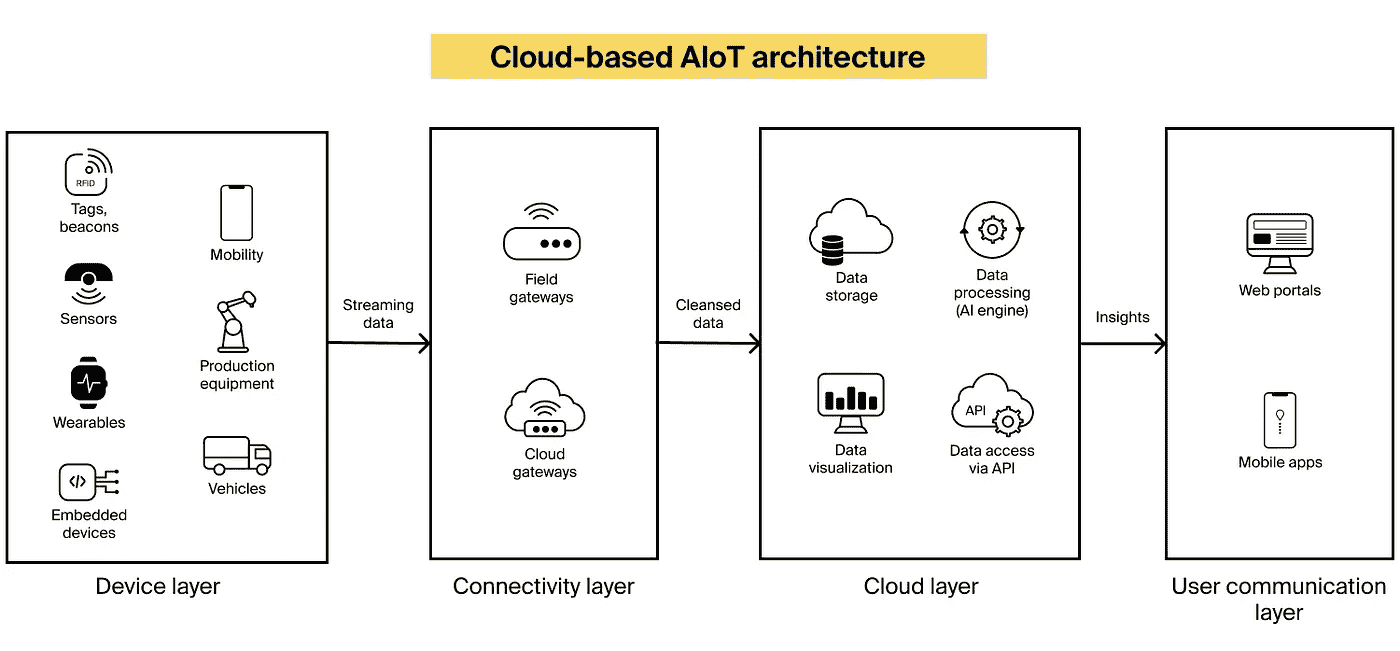 Cloud-based AIoT architecture
RFID
Tags,
beacons
Sensors
Wearables
</>
Embedded
devices
Mobility
Production
equipment
Vehicles
Device layer
Streaming
data
Field
gateways
Cloud
gateways
Connectivity layer
Cleansed
data
Data
storage
Data
processing
(AI engine)
Data
visualization
API
Data access
via API
Cloud layer
Insights
Web portals
Mobile apps
User communication
layer